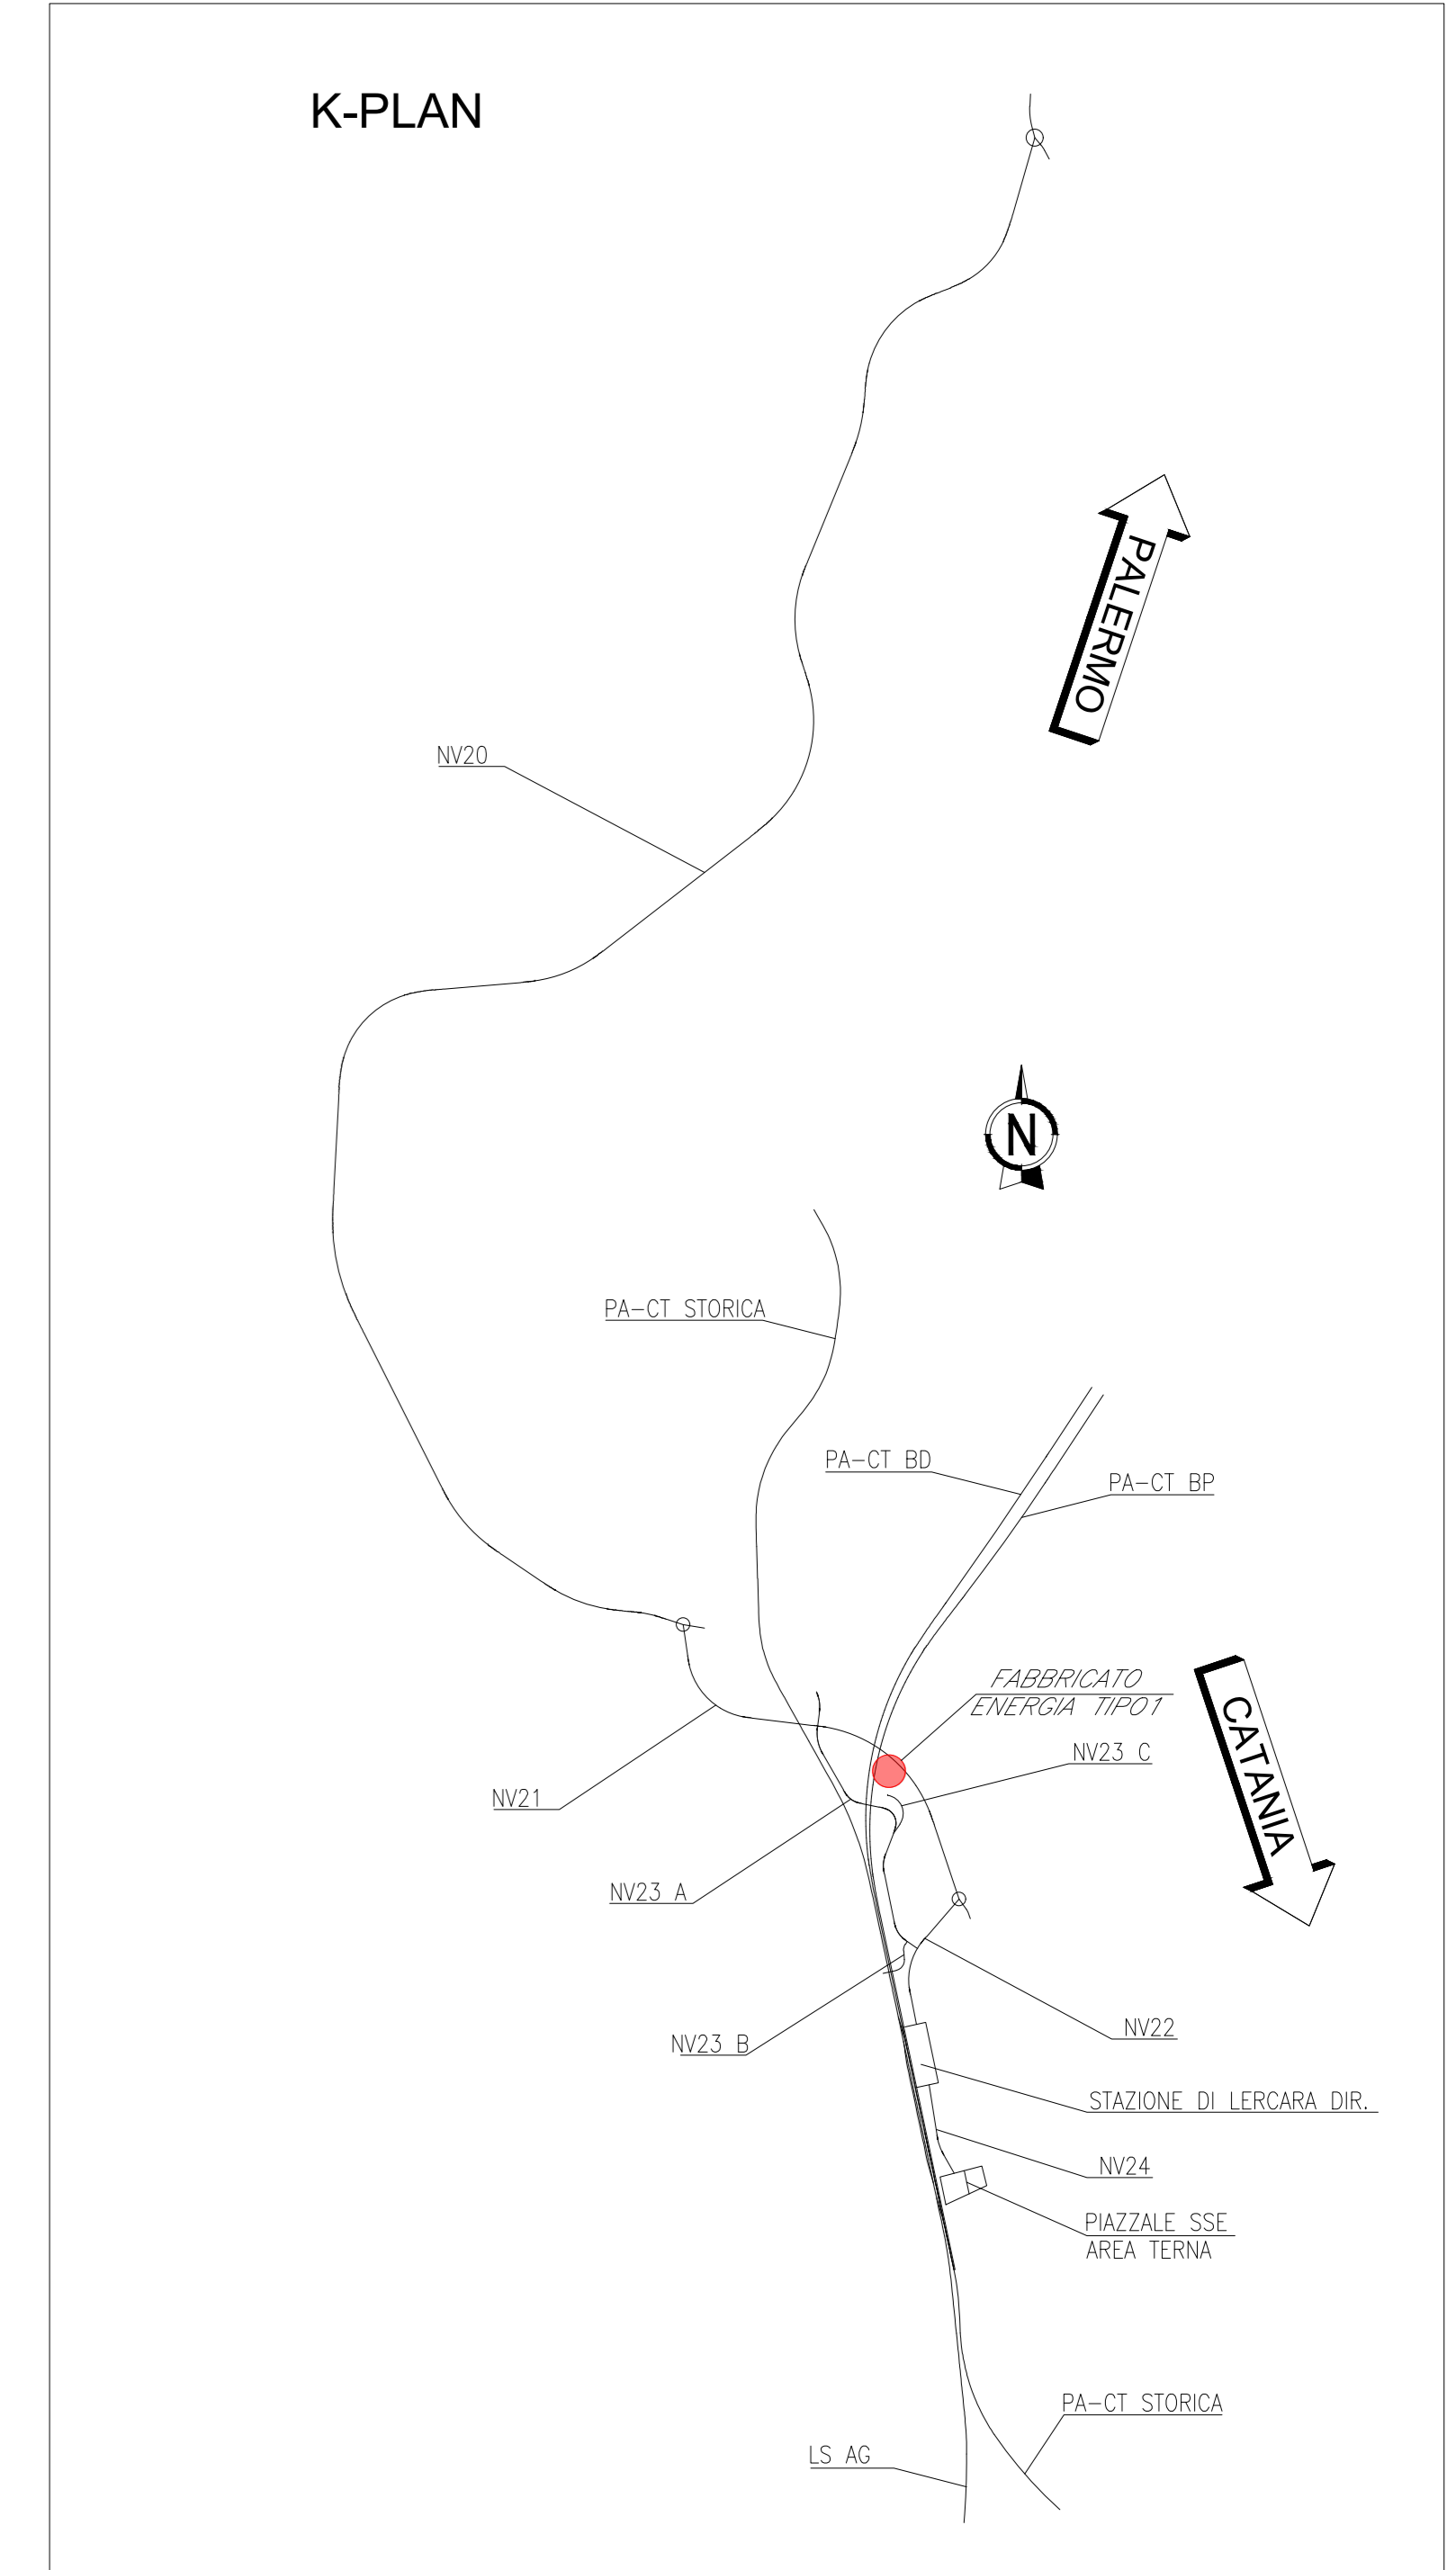 K-PLAN
PALERMO
NV20
N
PA-CT STORICA
PA-CT BD
PA-CT BP
FABBRICATO
ENERGIA TIPO1
NV23 C
CATANIA
NV21
NV23 A
NV22
NV23 B
STAZIONE DI LERCARA DIR.
NV24
PIAZZALE SSE
AREA TERNA
PA-CT STORICA
LS AG